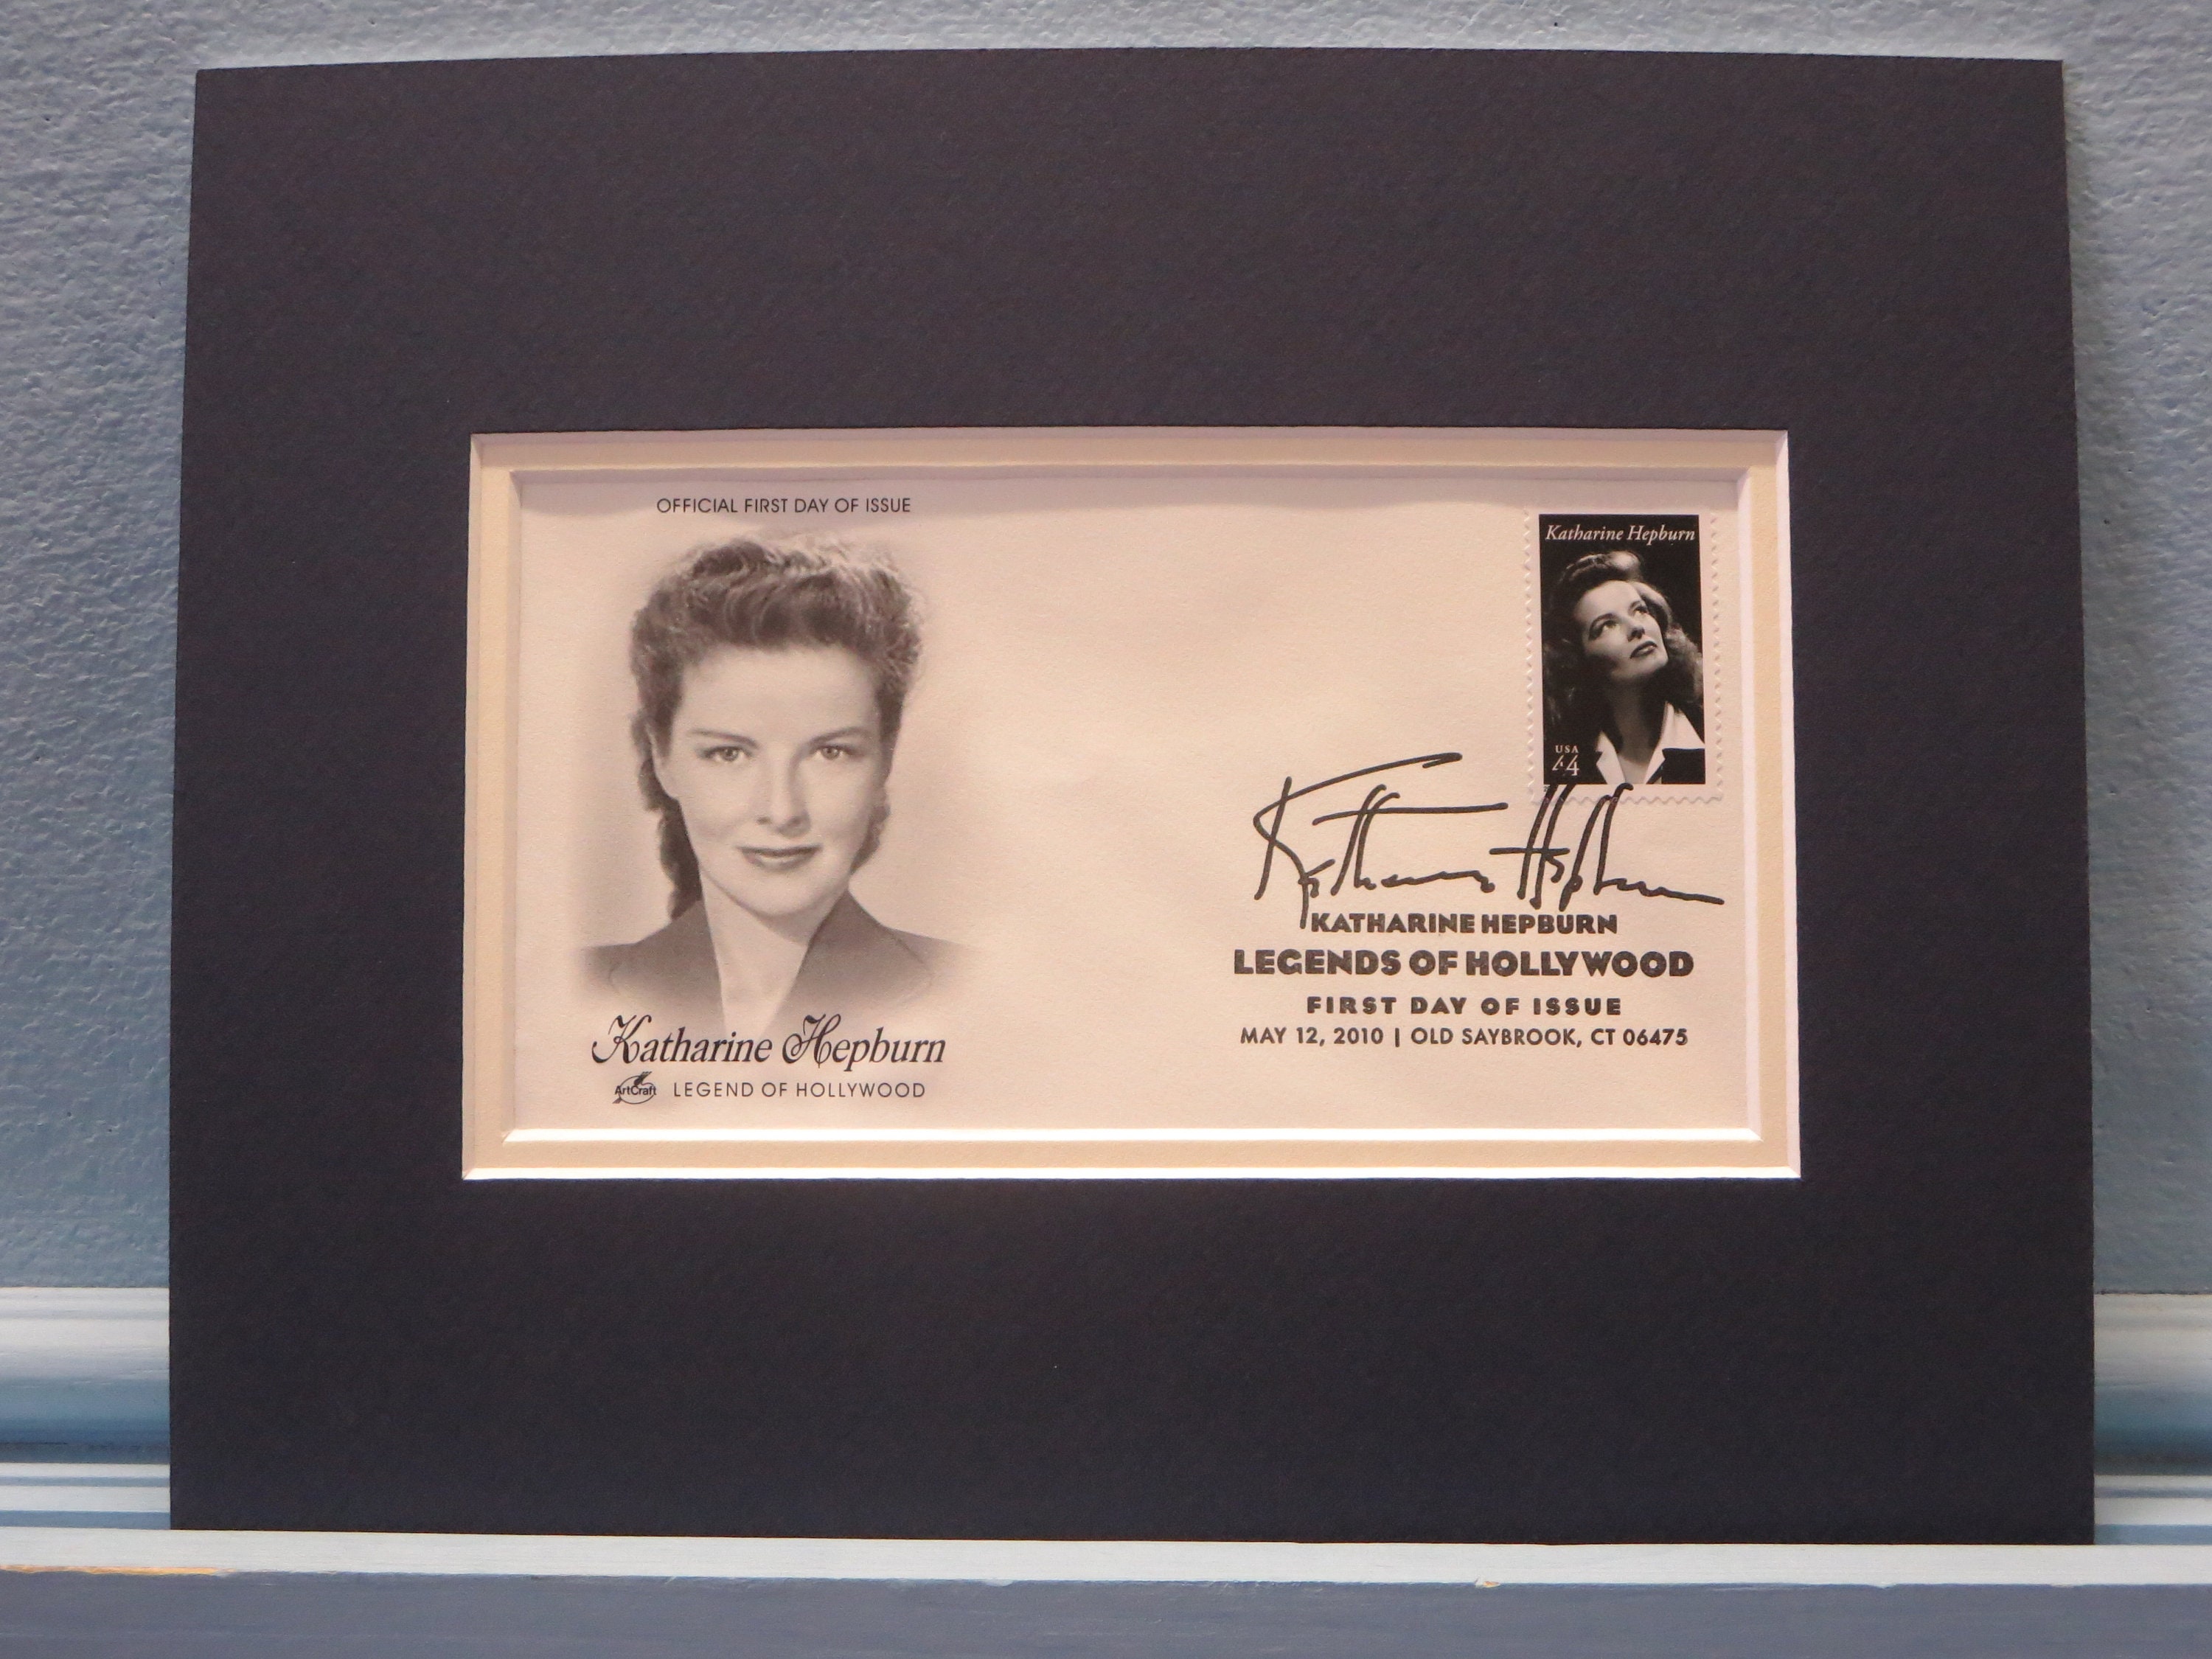 OFFICIAL FIRST DAY OF ISSUE
Katharine Hepburn
ArtCraft LEGEND OF HOLLYWOOD
Katharine Hepburn
USA
44
Katharine Hepburn
KATHARINE HEPBURN
LEGENDS OF HOLLYWOOD
FIRST DAY OF ISSUE
MAY 12, 2010 | OLD SAYBROOK, CT 06475